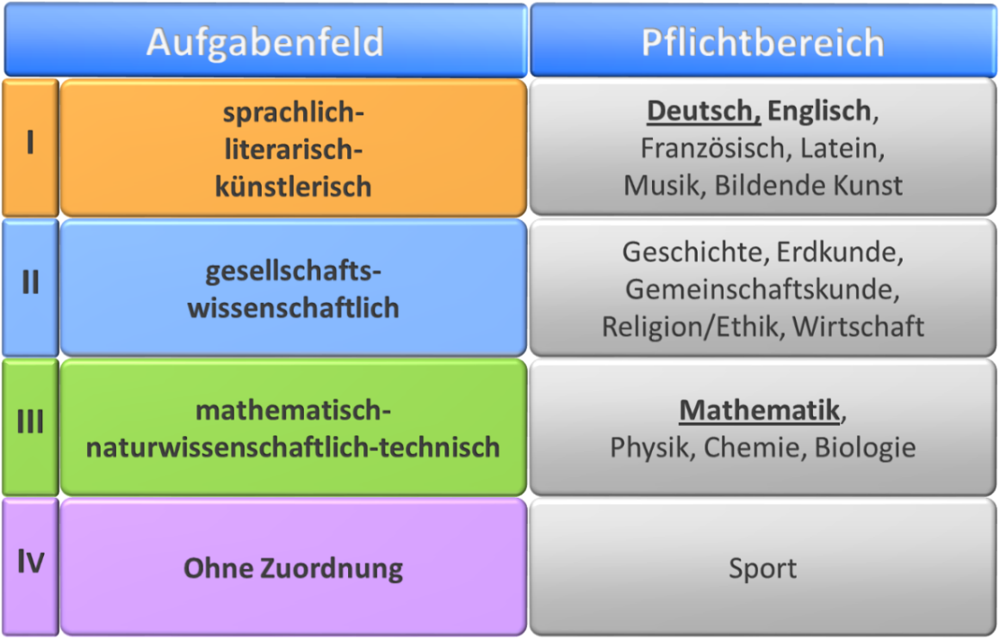 Aufgabenfeld
Pflichtbereich
I
sprachlich-
literarisch-
künstlerisch
Deutsch, Englisch,
Französisch, Latein,
Musik, Bildende Kunst
II
gesellschafts-
wissenschaftlich
Geschichte, Erdkunde,
Gemeinschaftskunde,
Religion/Ethik, Wirtschaft
III
mathematisch-
naturwissenschaftlich-technisch
Mathematik,
Physik, Chemie, Biologie
Iv
Ohne Zuordnung
Sport